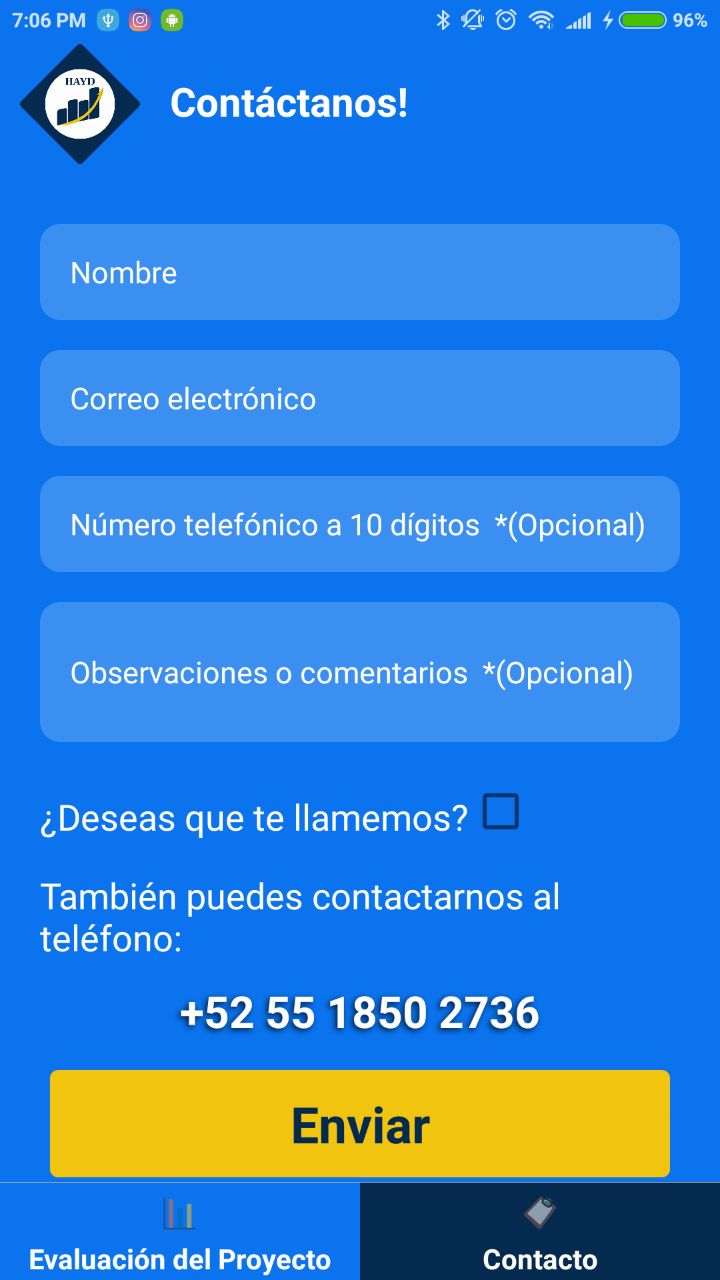 7:06 PM 96%
HAYD
Contáctanos!
Nombre
Correo electrónico
Número telefónico a 10 dígitos *(Opcional)
Observaciones o comentarios *(Opcional)
¿Deseas que te llamemos?
También puedes contactarnos al
teléfono:
+52 55 1850 2736
Enviar
Evaluación del Proyecto Contacto